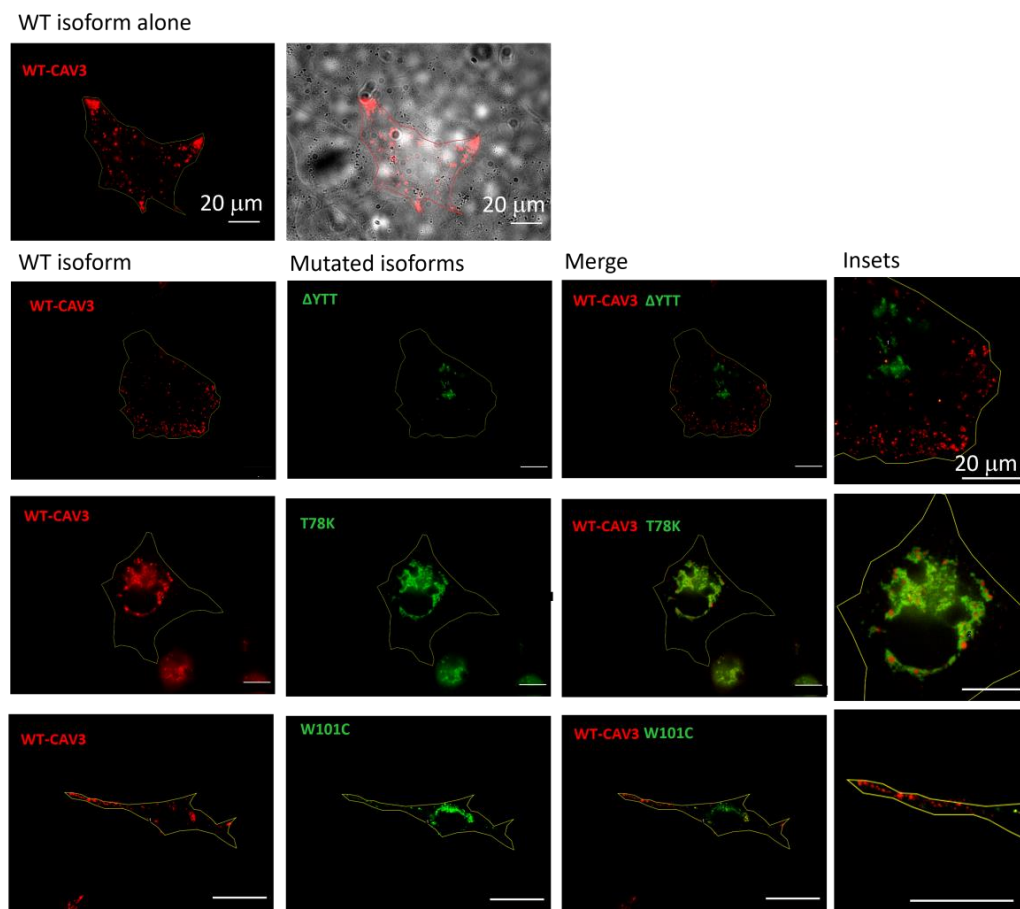 WT isoform alone
WT-CAV3
20 μm
20 μm
WT isoform
Mutated isoforms
Merge
Insets
WT-CAV3
ΔYTT
WT-CAV3 ΔYTT
20 μm
WT-CAV3
T78K
WT-CAV3 T78K
WT-CAV3
W101C
WT-CAV3 W101C